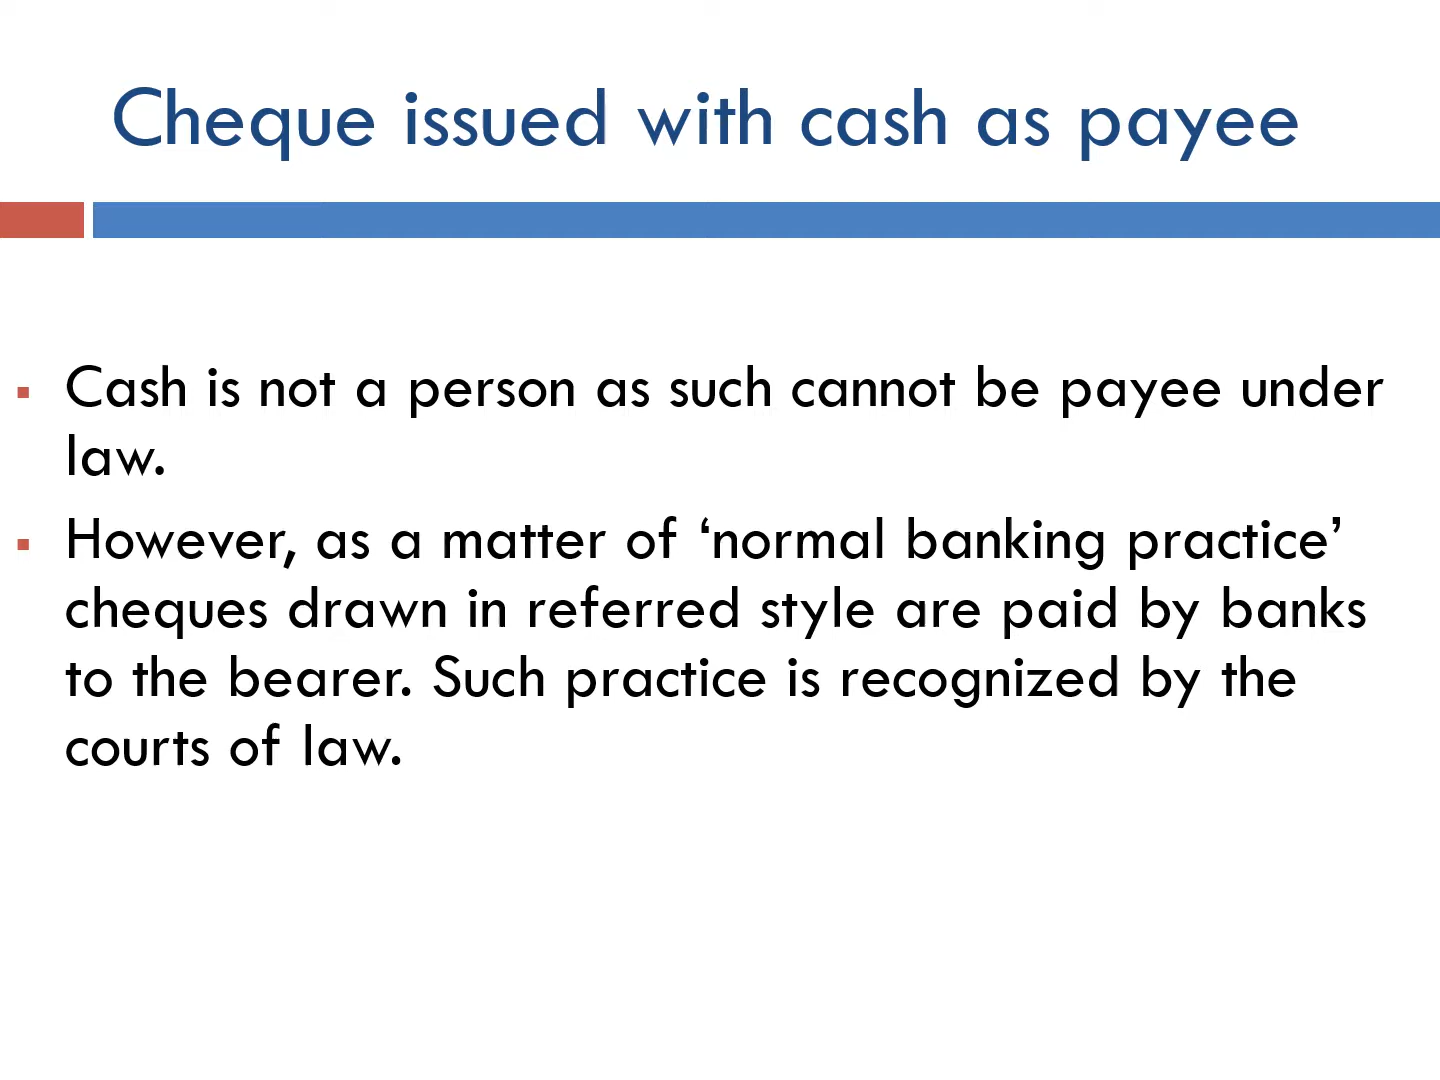 Cheque issued with cash as payee
▪ Cash is not a person as such cannot be payee under
law.
▪ However, as a matter of ‘normal banking practice’
cheques drawn in referred style are paid by banks
to the bearer. Such practice is recognized by the
courts of law.